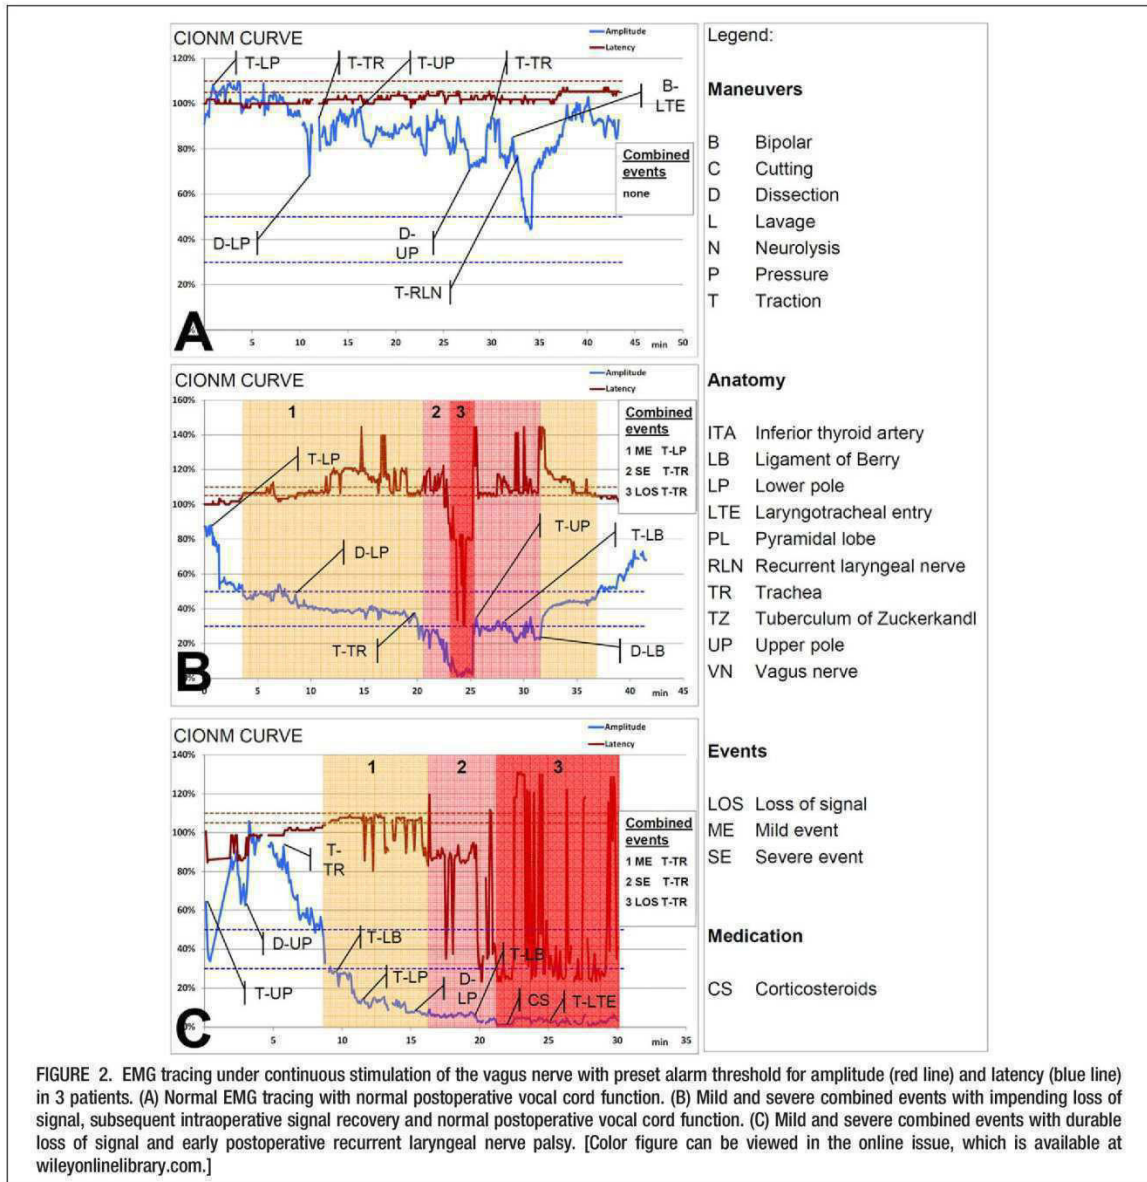 CIONM CURVE
Amplitude
Latency
120%
100%
80%
60%
40%
20%
T-LP
T-TR
T-UP
T-TR
B-
LTE
Combined
events
none
D-LP
D-
UP
T-RLN
A
5
10
15
20
25
30
35
40
45
min
50
CIONM CURVE
Amplitude
Latency
160%
140%
120%
100%
80%
60%
40%
20%
1
2
3
Combined
events
1 ME T-LP
2 SE T-TR
3 LOS T-TR
T-LP
T-UP
T-LB
D-LP
T-TR
D-LB
B
5
10
15
20
25
30
35
40
min
45
CIONM CURVE
Amplitude
Latency
140%
120%
100%
80%
60%
40%
20%
1
2
3
Combined
events
1 ME T-TR
2 SE T-TR
3 LOS T-TR
T-
TR
D-UP
T-LB
T-LB
T-UP
T-LP
D-
LP
CS
T-LTE
C
5
10
15
20
25
30
min
35
Legend:
Maneuvers
B Bipolar
C Cutting
D Dissection
L Lavage
N Neurolysis
P Pressure
T Traction
Anatomy
ITA Inferior thyroid artery
LB Ligament of Berry
LP Lower pole
LTE Laryngotracheal entry
PL Pyramidal lobe
RLN Recurrent laryngeal nerve
TR Trachea
TZ Tuberculum of Zuckerkandl
UP Upper pole
VN Vagus nerve
Events
LOS Loss of signal
ME Mild event
SE Severe event
Medication
CS Corticosteroids
FIGURE 2. EMG tracing under continuous stimulation of the vagus nerve with preset alarm threshold for amplitude (red line) and latency (blue line)
in 3 patients. (A) Normal EMG tracing with normal postoperative vocal cord function. (B) Mild and severe combined events with impending loss of
signal, subsequent intraoperative signal recovery and normal postoperative vocal cord function. (C) Mild and severe combined events with durable
loss of signal and early postoperative recurrent laryngeal nerve palsy. [Color figure can be viewed in the online issue, which is available at
wileyonlinelibrary.com.]